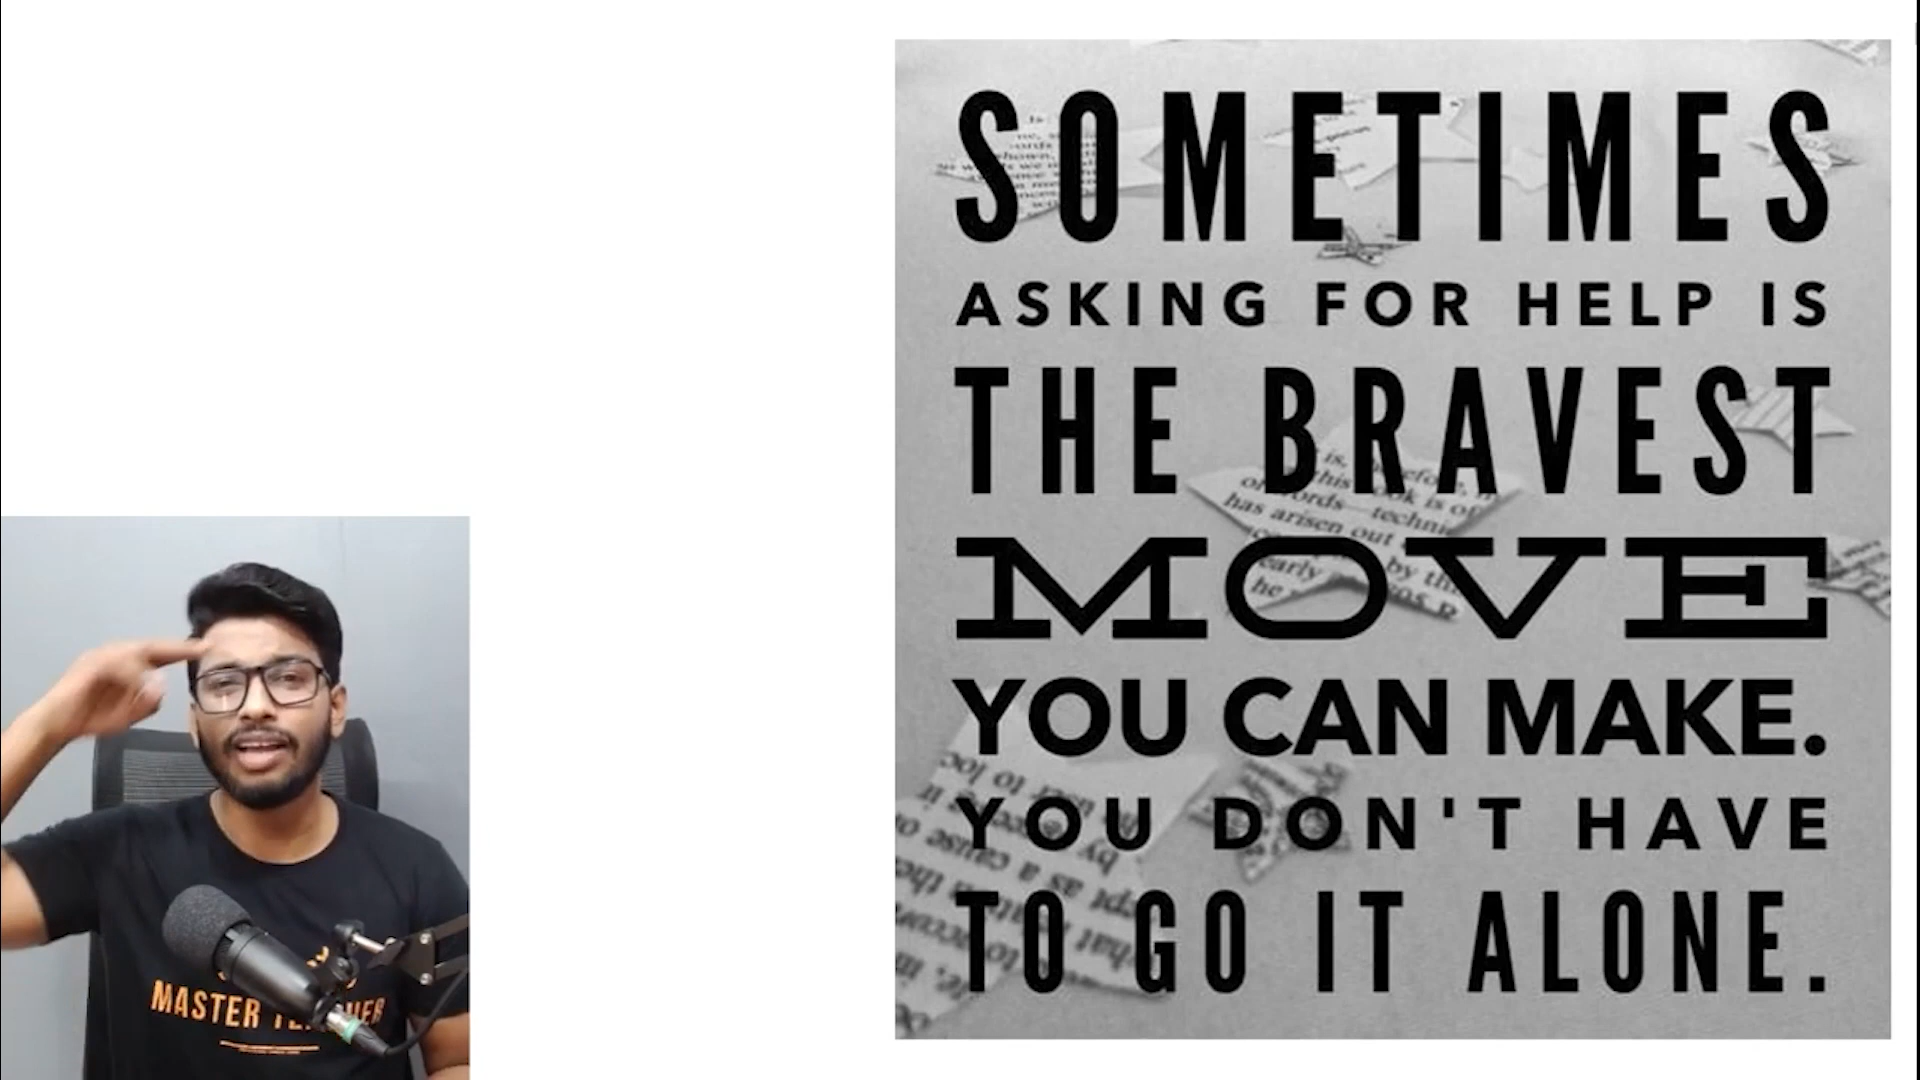 SOMETIMES
ASKING FOR HELP IS
THE BRAVEST
MOVE
YOU CAN MAKE.
YOU DON'T HAVE
TO GO IT ALONE.
MASTER